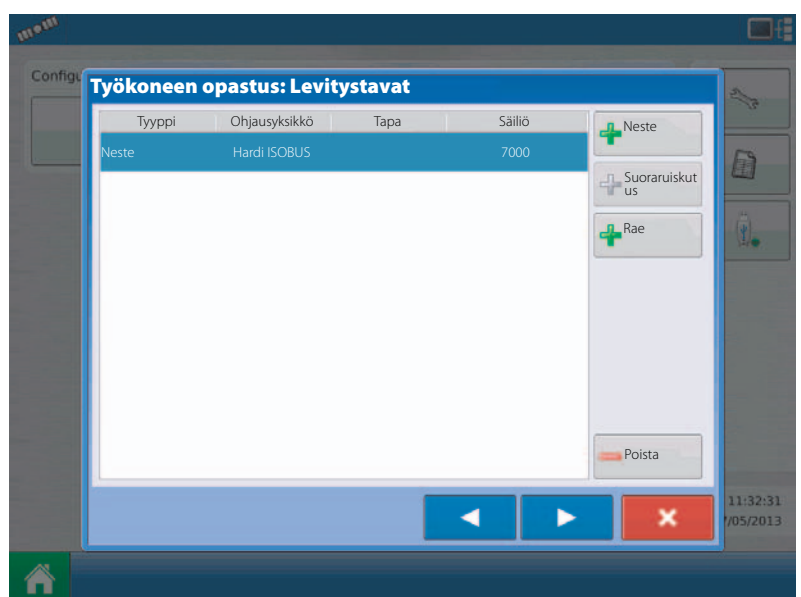 Configu
Työkoneen opastus: Levitystavat
Tyyppi Ohjausyksikkö Tapa Säiliö
Neste Hardi ISOBUS 7000
Neste
Suoraruiskut
us
Rae
Poista
11:32:31
/05/2013